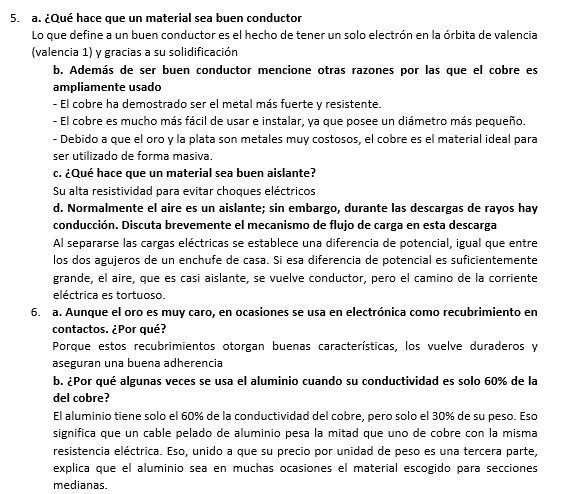 5. a. ¿Qué hace que un material sea buen conductor
Lo que define a un buen conductor es el hecho de tener un solo electrón en la órbita de valencia
(valencia 1) y gracias a su solidificación
b. Además de ser buen conductor mencione otras razones por las que el cobre es
ampliamente usado
- El cobre ha demostrado ser el metal más fuerte y resistente.
- El cobre es mucho más fácil de usar e instalar, ya que posee un diámetro más pequeño.
- Debido a que el oro y la plata son metales muy costosos, el cobre es el material ideal para
ser utilizado de forma masiva.
c. ¿Qué hace que un material sea buen aislante?
Su alta resistividad para evitar choques eléctricos
d. Normalmente el aire es un aislante; sin embargo, durante las descargas de rayos hay
conducción. Discuta brevemente el mecanismo de flujo de carga en esta descarga
Al separarse las cargas eléctricas se establece una diferencia de potencial, igual que entre
los dos agujeros de un enchufe de casa. Si esa diferencia de potencial es suficientemente
grande, el aire, que es casi aislante, se vuelve conductor, pero el camino de la corriente
eléctrica es tortuoso.
6. a. Aunque el oro es muy caro, en ocasiones se usa en electrónica como recubrimiento en
contactos. ¿Por qué?
Porque estos recubrimientos otorgan buenas características, los vuelve duraderos y
aseguran una buena adherencia
b. ¿Por qué algunas veces se usa el aluminio cuando su conductividad es solo 60% de la
del cobre?
El aluminio tiene solo el 60% de la conductividad del cobre, pero solo el 30% de su peso. Eso
significa que un cable pelado de aluminio pesa la mitad que uno de cobre con la misma
resistencia eléctrica. Eso, unido a que su precio por unidad de peso es una tercera parte,
explica que el aluminio sea en muchas ocasiones el material escogido para secciones
medianas.